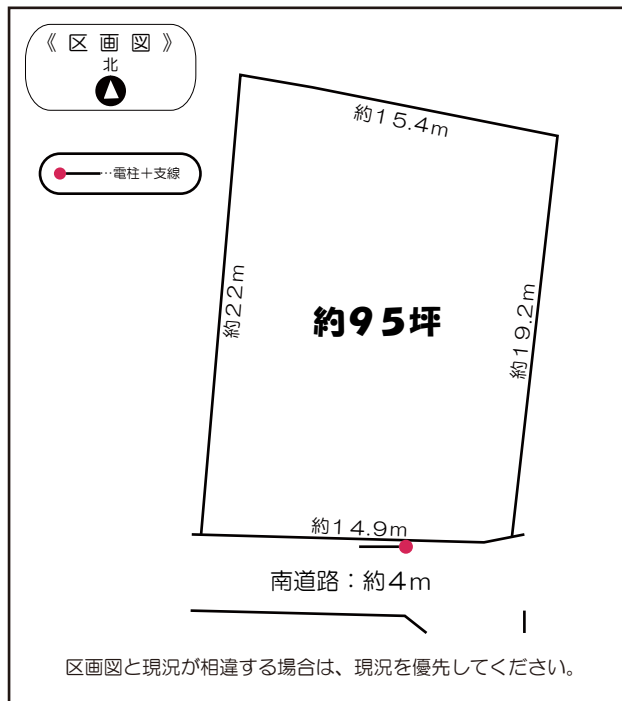 《区画図》
北
…電柱＋支線
約15.4m
約22m
約95坪
約19.2m
約14.9m
南道路：約4m
区画図と現況が相違する場合は、現況を優先してください。